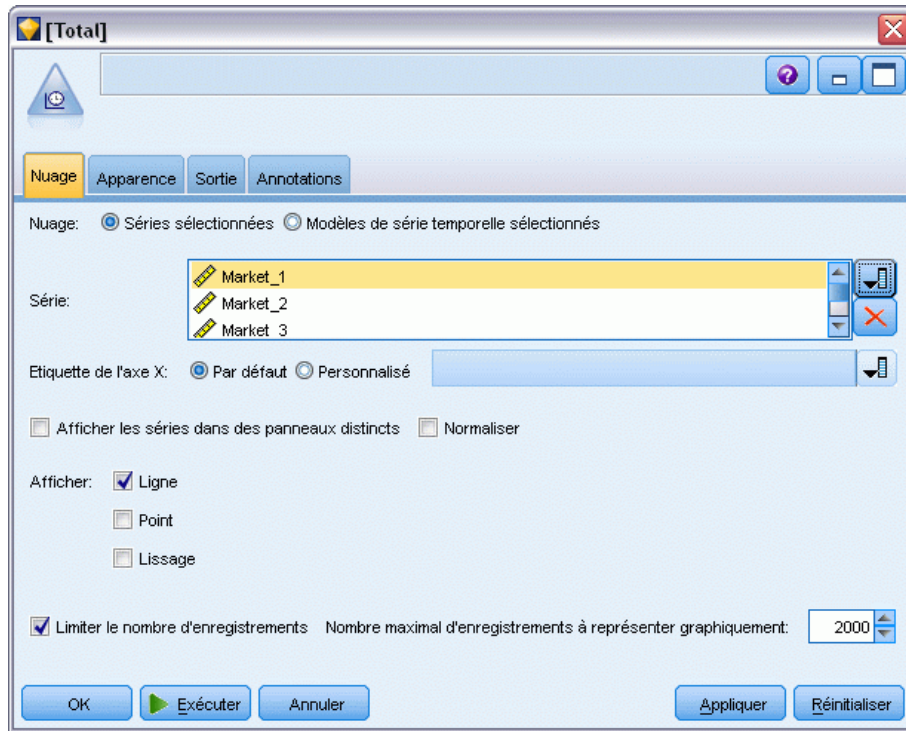 [Total]
Nuage Apparence Sortie Annotations
Nuage: Séries sélectionnées Modèles de série temporelle sélectionnés
Série:
Market_1
Market_2
Market_3
Etiquette de l'axe X: Par défaut Personnalisé
Afficher les séries dans des panneaux distincts Normaliser
Afficher: Ligne
Point
Lissage
Limiter le nombre d'enregistrements Nombre maximal d'enregistrements à représenter graphiquement: 2000
OK Exécuter Annuler Appliquer Réinitialiser